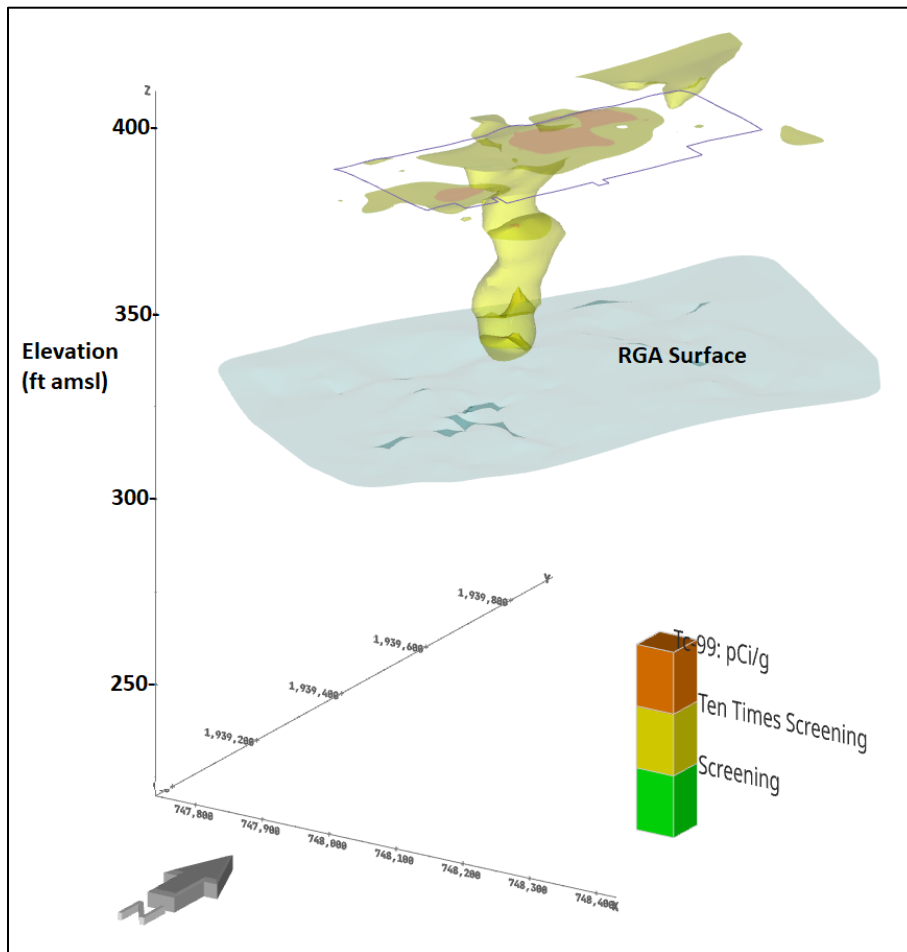 Z
400-
350-
Elevation
(ft amsl)
RGA Surface
300-
Y
1,939,800
1,939,600
1,939,400
250-
1,939,200
Tc-99: pCi/g
Ten Times Screening
Screening
747,800
747,900
748,000
748,100
748,200
748,300
748,400
X
N